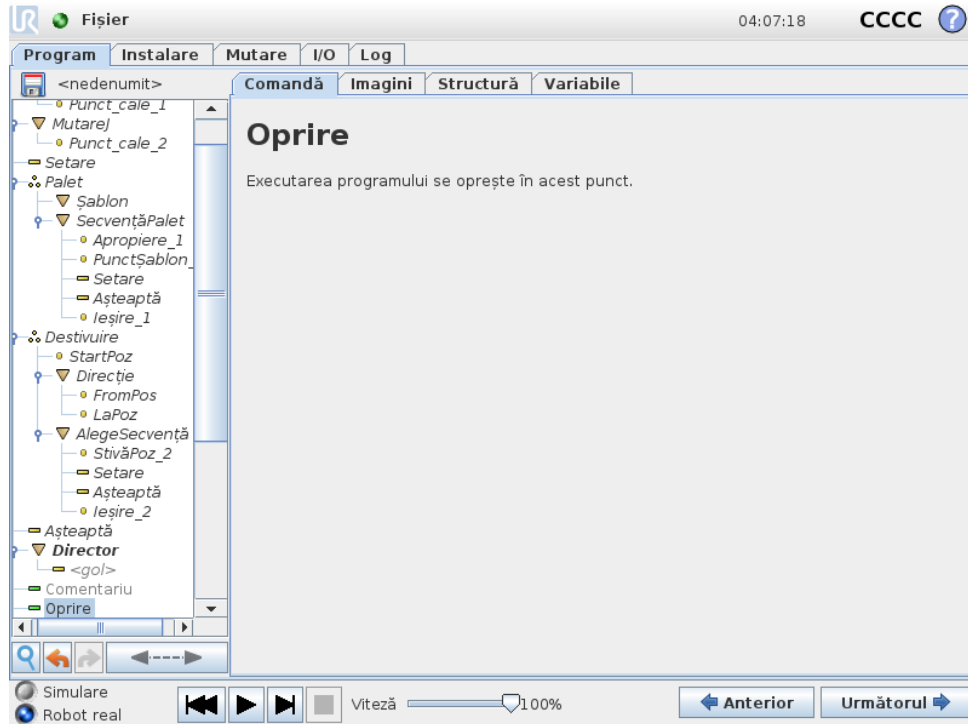 Fișier 04:07:18 CCCC ?
Program Instalare Mutare I/O Log
<nedenumit> Comandă Imagini Structură Variabile
Punct_cale_1
MutareJ
Punct_cale_2
Setare
Palet
Șablon
SecvențăPalet
Apropiere_1
PunctȘablon_
Setare
Așteaptă
Ieșire_1
Destivuire
StartPoz
Direcție
FromPos
LaPoz
AlegeSecvență
StivăPoz_2
Setare
Așteaptă
Ieșire_2
Așteaptă
Director
<gol>
Comentariu
Oprire
Oprire
Executarea programului se oprește în acest punct.
Simulare
Robot real
Viteză 100% Anterior Următorul